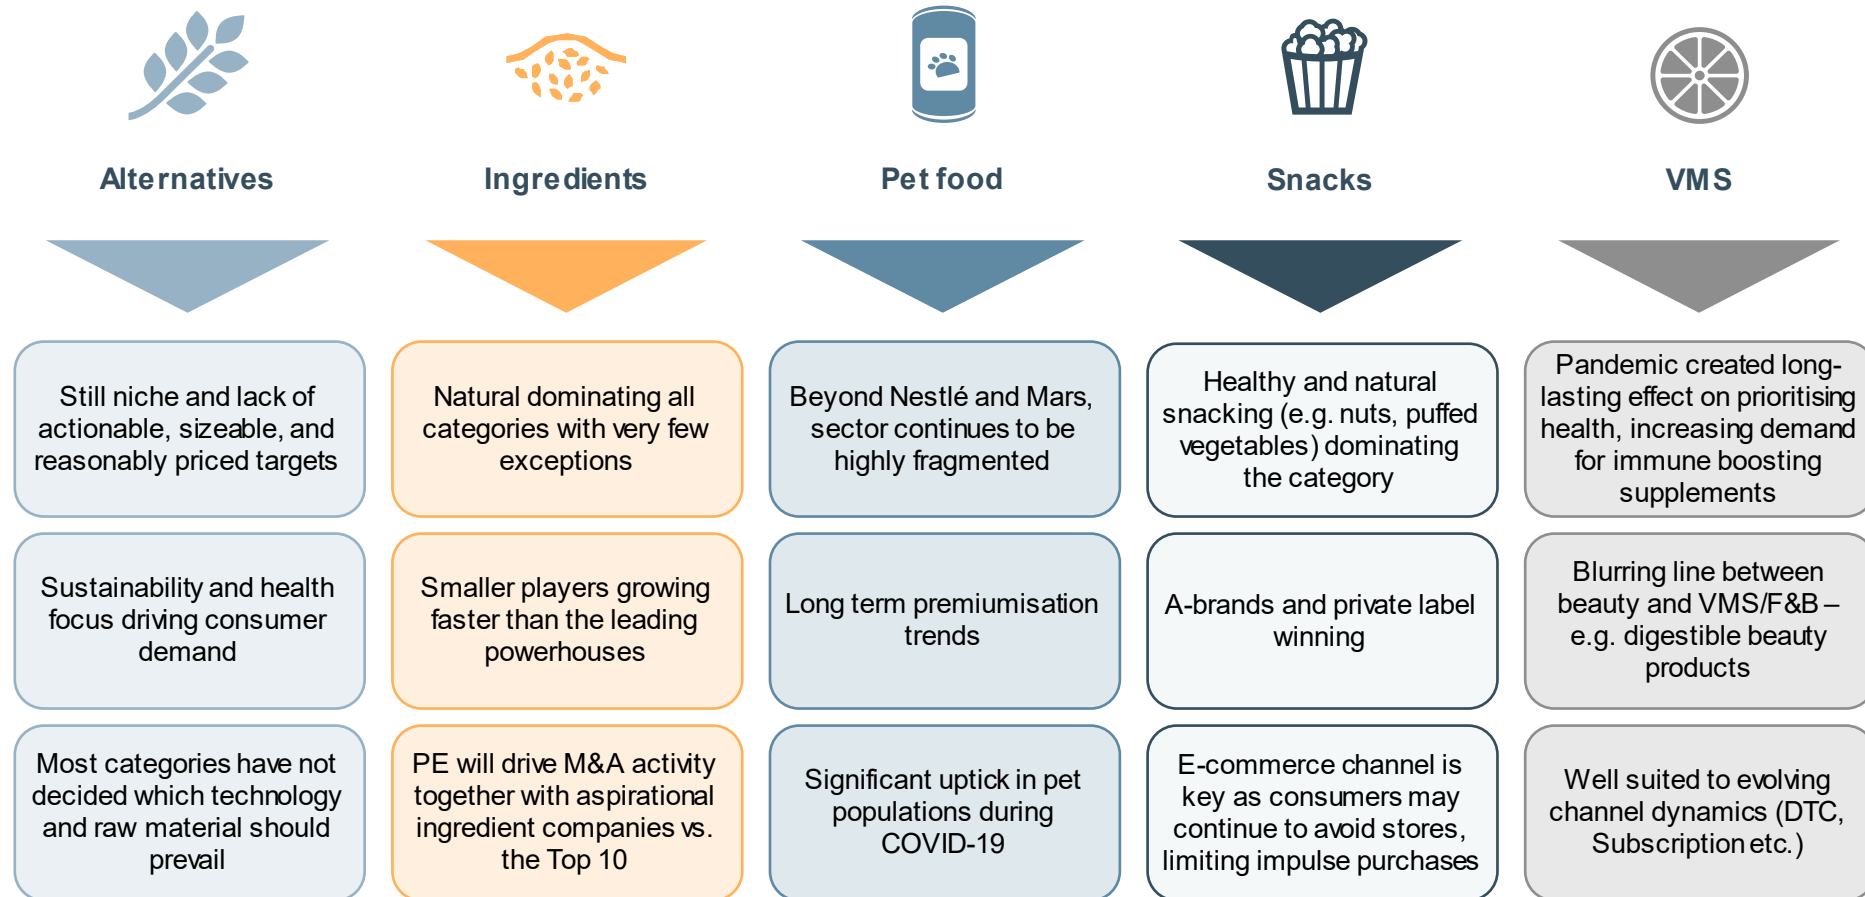 Alternatives
Ingredients
Pet food
Snacks
VMS
Still niche and lack of
actionable, sizeable, and
reasonably priced targets
Natural dominating all
categories with very few
exceptions
Beyond Nestlé and Mars,
sector continues to be
highly fragmented
Healthy and natural
snacking (e.g. nuts, puffed
vegetables) dominating
the category
Pandemic created long-
lasting effect on prioritising
health, increasing demand
for immune boosting
supplements
Sustainability and health
focus driving consumer
demand
Smaller players growing
faster than the leading
powerhouses
Long term premiumisation
trends
A-brands and private label
winning
Blurring line between
beauty and VMS/F&B –
e.g. digestible beauty
products
Most categories have not
decided which technology
and raw material should
prevail
PE will drive M&A activity
together with aspirational
ingredient companies vs.
the Top 10
Significant uptick in pet
populations during
COVID-19
E-commerce channel is
key as consumers may
continue to avoid stores,
limiting impulse purchases
Well suited to evolving
channel dynamics (DTC,
Subscription etc.)